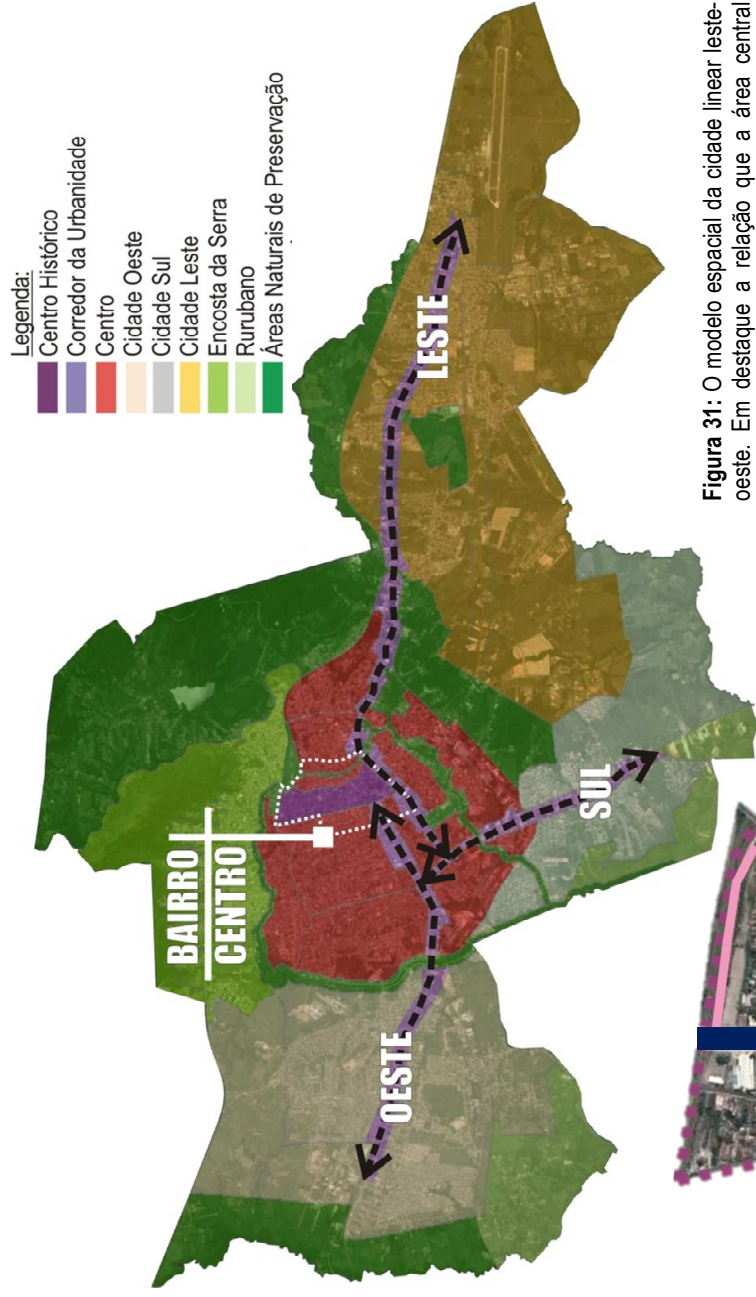 Legenda:
Centro Histórico
Corredor da Urbanidade
Centro
Cidade Oeste
Cidade Sul
Cidade Leste
Encosta da Serra
Rurubano
Áreas Naturais de Preservação
BAIRRO
CENTRO
LESTE
OESTE
SUL
Figura 31: O modelo espacial da cidade linear leste-
oeste. Em destaque a relação que a área central